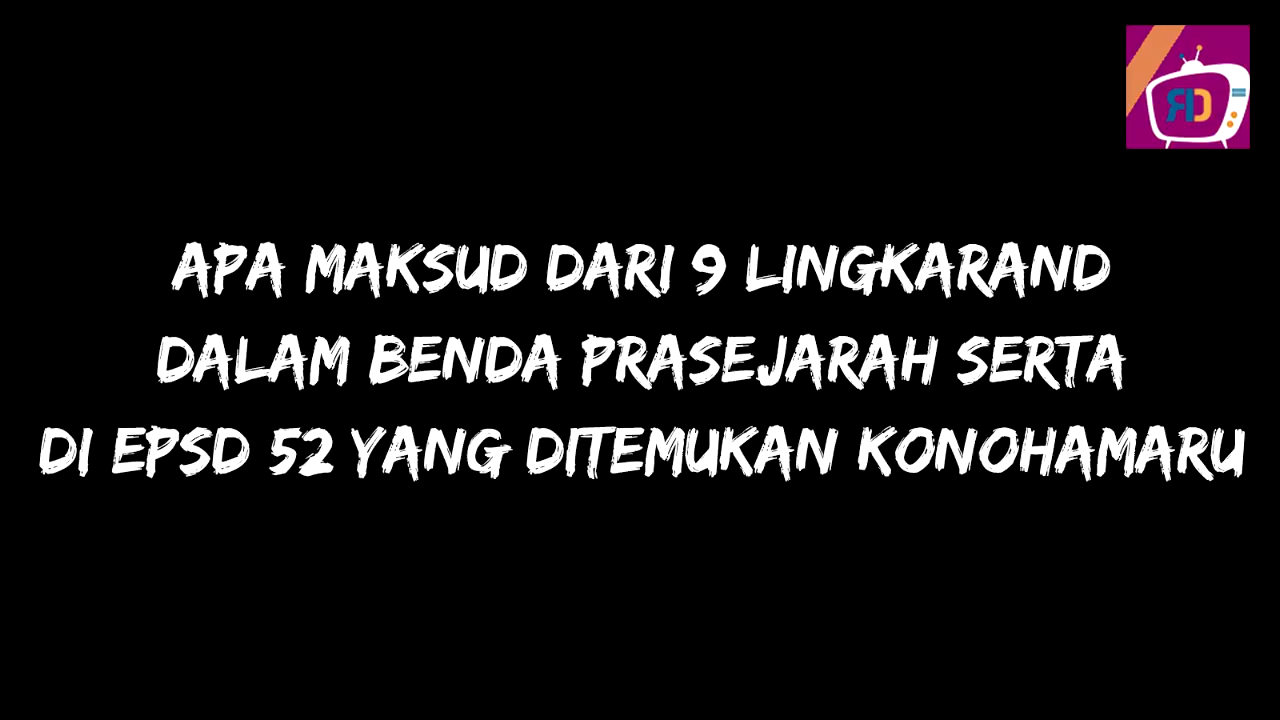 APA MAKSUD DARI 9 LINGKARAND
DALAM BENDA PRASEJARAH SERTA
DI EPSD 52 YANG DITEMUKAN KONOHAMARU